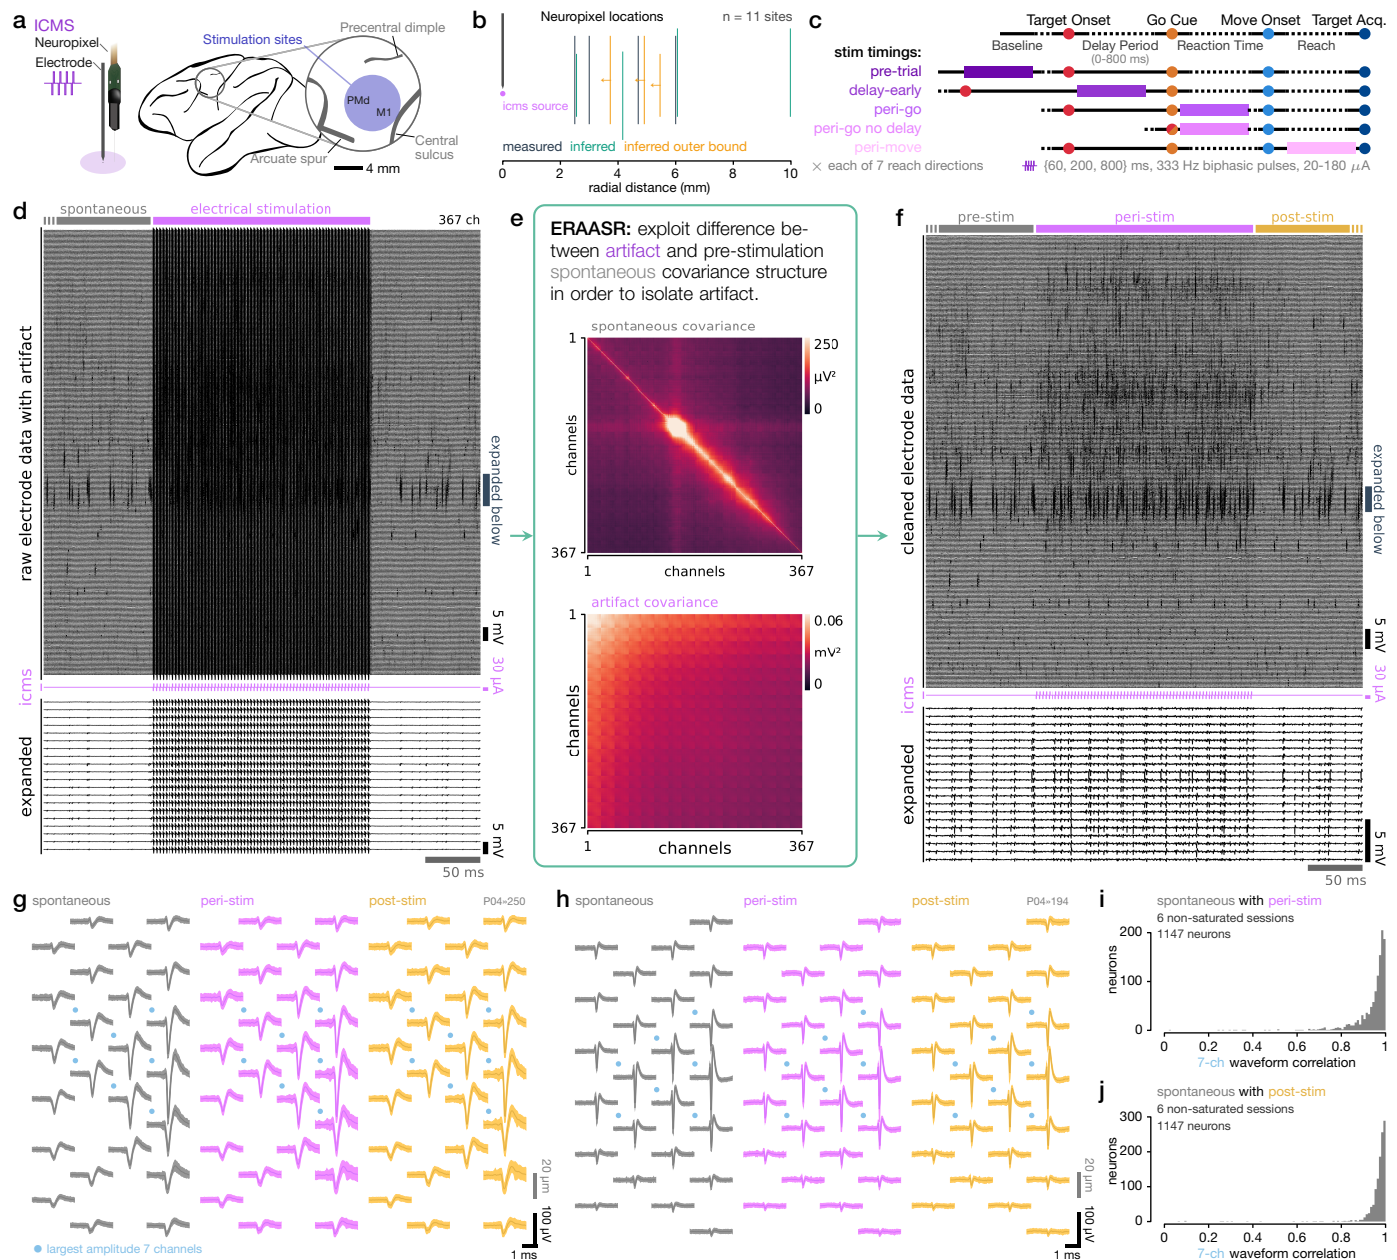 a
ICMS
Neuropixel
Electrode
Stimulation sites
Precentral dimple
PMd
M1
Arcuate spur
Central
sulcus
4 mm
b
Neuropixel locations
n = 11 sites
icms source
measured
inferred
inferred outer bound
0
2
4
6
8
10
radial distance (mm)
c
Target Onset
Go Cue
Move Onset
Target Acq.
Baseline
Delay Period
(0-800 ms)
Reaction Time
Reach
stim timings:
pre-trial
delay-early
peri-go
peri-go no delay
peri-move
× each of 7 reach directions
{60, 200, 800} ms, 333 Hz biphasic pulses, 20-180 μA
d
spontaneous
electrical stimulation
367 ch
raw electrode data with artifact
expanded below
5 mV
30 μA
icms
expanded
5 mV
50 ms
e
ERAASR: exploit difference be-
tween artifact and pre-stimulation
spontaneous covariance structure
in order to isolate artifact.
spontaneous covariance
1
250
μV²
0
channels
367
1
channels
367
artifact covariance
1
0.06
mV²
0
channels
367
1
channels
367
f
pre-stim
peri-stim
post-stim
cleaned electrode data
expanded below
5 mV
30 μA
icms
expanded
5 mV
50 ms
g
spontaneous
peri-stim
post-stim
P04»250
20 μm
100 μV
1 ms
largest amplitude 7 channels
h
spontaneous
peri-stim
post-stim
P04»194
20 μm
100 μV
1 ms
i
spontaneous with peri-stim
6 non-saturated sessions
1147 neurons
200
100
0
neurons
0
0.2
0.4
0.6
0.8
1
7-ch waveform correlation
j
spontaneous with post-stim
6 non-saturated sessions
1147 neurons
300
200
100
0
neurons
0
0.2
0.4
0.6
0.8
1
7-ch waveform correlation